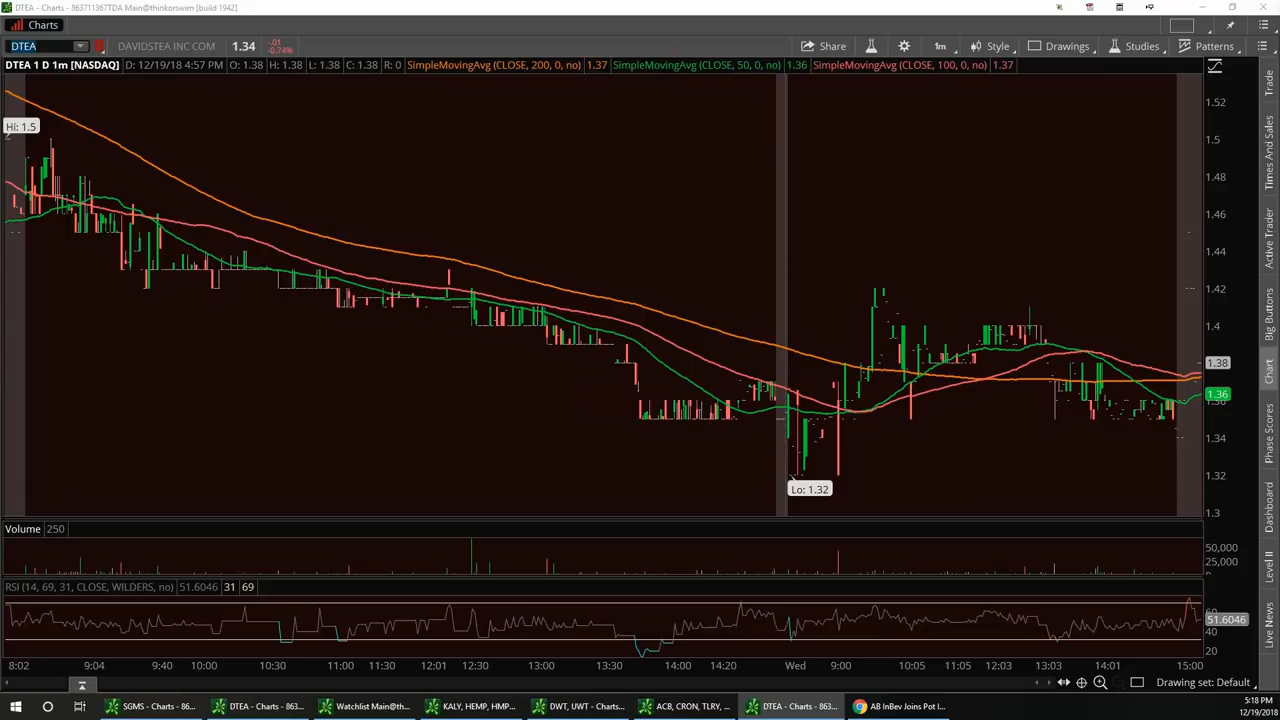 DTEA - Charts - 863711367TDA Main@thinkorswim [build 1942]
Charts
DTEA DAVIDSTEA INC COM 1.34 -.01 -0.74% Share 1m Style Drawings Studies Patterns
DTEA 1 D 1m [NASDAQ] D: 12/19/18 4:57 PM O: 1.38 H: 1.38 L: 1.38 C: 1.38 R: 0 SimpleMovingAvg (CLOSE, 200, 0, no) 1.37 SimpleMovingAvg (CLOSE, 50, 0, no) 1.36 SimpleMovingAvg (CLOSE, 100, 0, no) 1.37
Hi: 1.5
Lo: 1.32
1.52
1.5
1.48
1.46
1.44
1.42
1.4
1.38
1.36
1.34
1.32
1.3
Volume 250
50,000
25,000
RSI (14, 69, 31, CLOSE, WILDERS, no) 51.6046 31 69
60
51.6046
40
20
8:02 9:04 9:40 10:00 10:30 11:30 12:01 12:30 13:00 13:30 14:00 14:20 Wed 9:00 10:05 11:05 12:03 13:03 14:01 15:00
Drawing set: Default
Trade
Times And Sales
Active Trader
Big Buttons
Chart
Phase Scores
Dashboard
Level II
Live News
SGMS - Charts - 86...
DTEA - Charts - 863...
Watchlist Main@th...
KALY, HEMP, HMP...
DWT, UWT - Charts...
ACB, CRON, TLRY, ...
DTEA - Charts - 863...
AB InBev Joins Pot I...
5:18 PM
12/19/2018